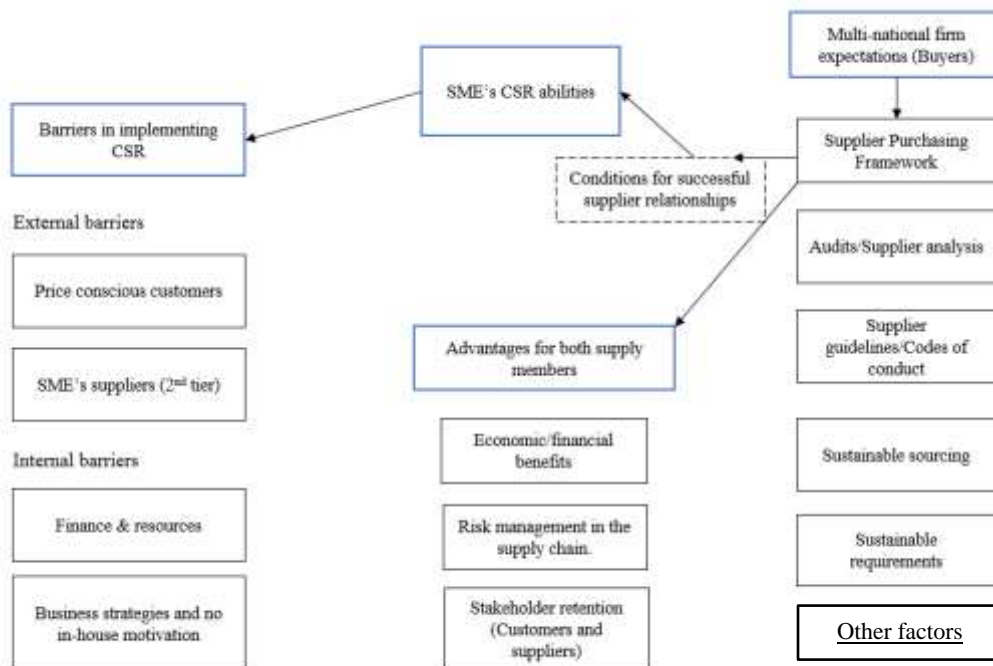 Multi-national firm
expectations (Buyers)
SME's CSR abilities
Barriers in implementing
CSR
Supplier Purchasing
Framework
Conditions for successful
supplier relationships
External barriers
Audits/Supplier analysis
Price conscious customers
Advantages for both supply
members
Supplier
guidelines/Codes of
conduct
SME's suppliers (2nd tier)
Economic/financial
benefits
Sustainable sourcing
Internal barriers
Finance & resources
Risk management in the
supply chain.
Sustainable
requirements
Business strategies and no
in-house motivation
Stakeholder retention
(Customers and
suppliers)
Other factors